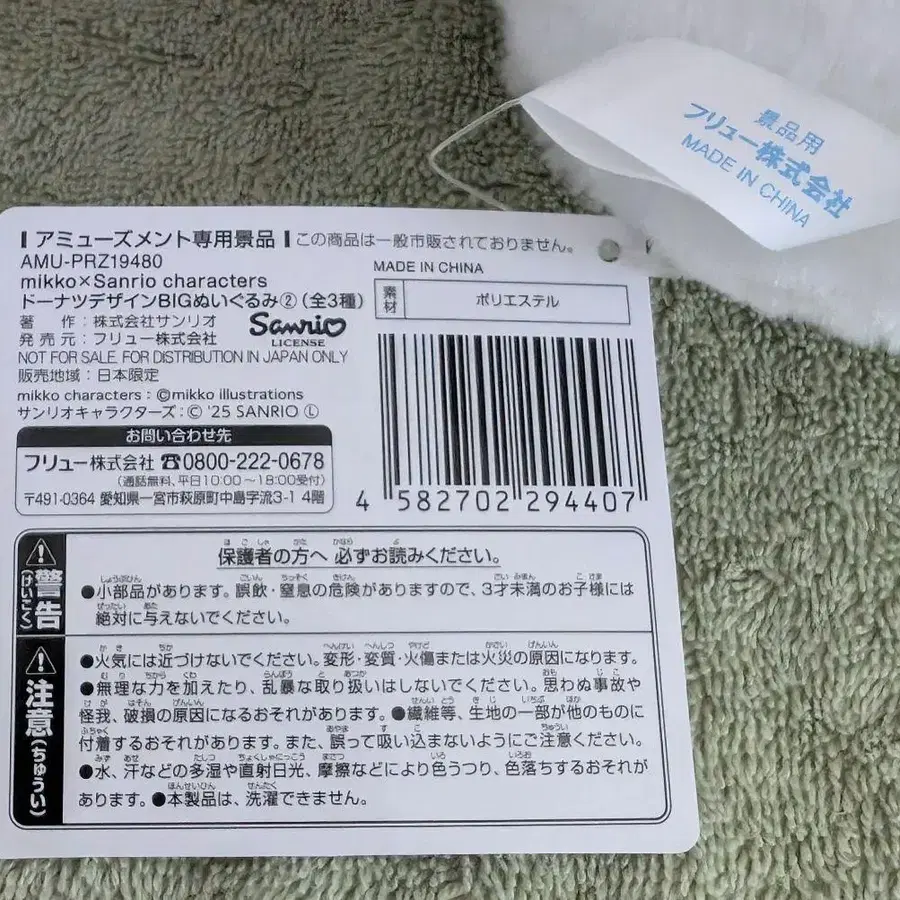 景品用
フリュー株式会社
MADE IN CHINA
┃アミューズメント専用景品┃この商品は一般市販されておりません。
AMU-PRZ19480
mikko×Sanrio characters
ドーナツデザインBIGぬいぐるみ②(全3種)
著 作:株式会社サンリオ
発 売 元:フリュー株式会社
Sanrio
LICENSE
NOT FOR SALE. FOR DISTRIBUTION IN JAPAN ONLY
販売地域:日本限定
mikko characters:©mikko illustrations
サンリオキャラクターズ:© '25 SANRIO Ⓛ
お問い合わせ先
フリュー株式会社 ☎0800-222-0678
(通話無料、平日10:00~18:00受付)
〒491-0364 愛知県一宮市萩原町中島字流3-1 4階
MADE IN CHINA
素材
ポリエステル
4 582702 294407
⚠警告(けいこく)
保護者の方へ 必ずお読みください。
●小部品があります。誤飲・窒息の危険がありますので、3才未満のお子様には
絶対に与えないでください。
⚠注意(ちゅうい)
●火気には近づけないでください。変形・変質・火傷または火災の原因になります。
●無理な力を加えたり、乱暴な取り扱いはしないでください。思わぬ事故や
怪我、破損の原因になるおそれがあります。●繊維等、生地の一部が他のものに
付着するおそれがあります。また、誤って吸い込まないようにご注意ください。
●水、汗などの多湿や直射日光、摩擦などにより色うつり、色落ちするおそれが
あります。●本製品は、洗濯できません。